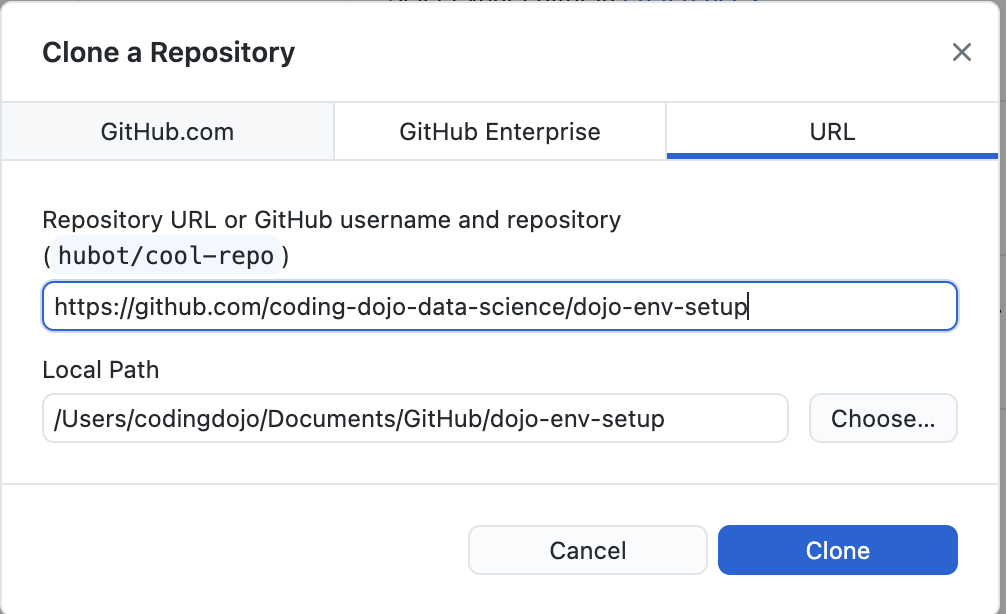 Clone a Repository
GitHub.com
GitHub Enterprise
URL
Repository URL or GitHub username and repository
(hubot/cool-repo)
https://github.com/coding-dojo-data-science/dojo-env-setup
Local Path
/Users/codingdojo/Documents/GitHub/dojo-env-setup
Choose...
Cancel
Clone